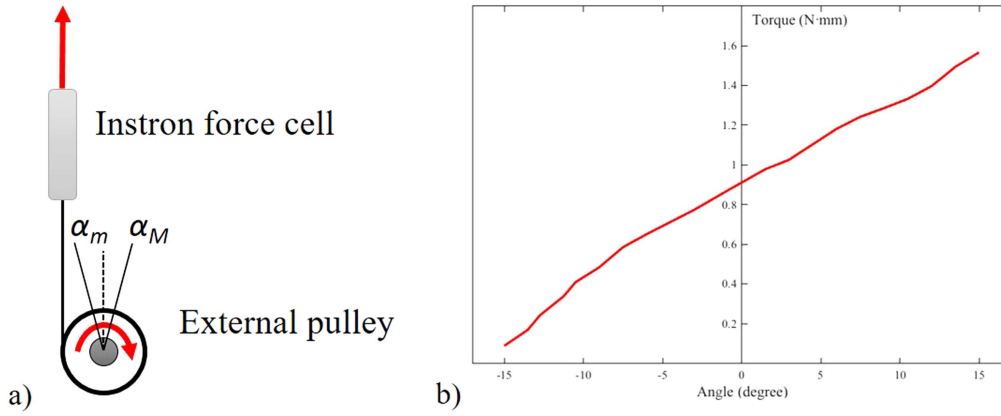 Instron force cell
α_m α_M
External pulley
a)
Torque (N·mm)
1.6
1.4
1.2
1
0.8
0.6
0.4
0.2
-15 -10 -5 0 5 10 15
Angle (degree)
b)